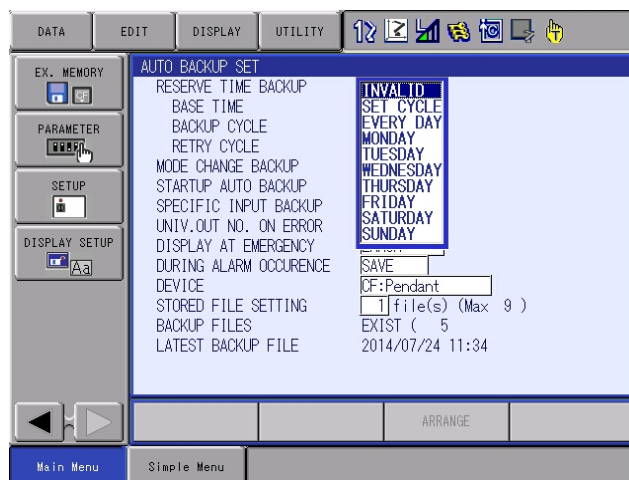 DATA EDIT DISPLAY UTILITY
EX. MEMORY
CF
PARAMETER
SETUP
DISPLAY SETUP
Aa
AUTO BACKUP SET
RESERVE TIME BACKUP
BASE TIME
BACKUP CYCLE
RETRY CYCLE
MODE CHANGE BACKUP
STARTUP AUTO BACKUP
SPECIFIC INPUT BACKUP
UNIV.OUT NO. ON ERROR
DISPLAY AT EMERGENCY
INVALID
SET CYCLE
EVERY DAY
MONDAY
TUESDAY
WEDNESDAY
THURSDAY
FRIDAY
SATURDAY
SUNDAY
DURING ALARM OCCURENCE SAVE
DEVICE CF:Pendant
STORED FILE SETTING 1 file(s) (Max 9 )
BACKUP FILES EXIST ( 5
LATEST BACKUP FILE 2014/07/24 11:34
ARRANGE
Main Menu Simple Menu